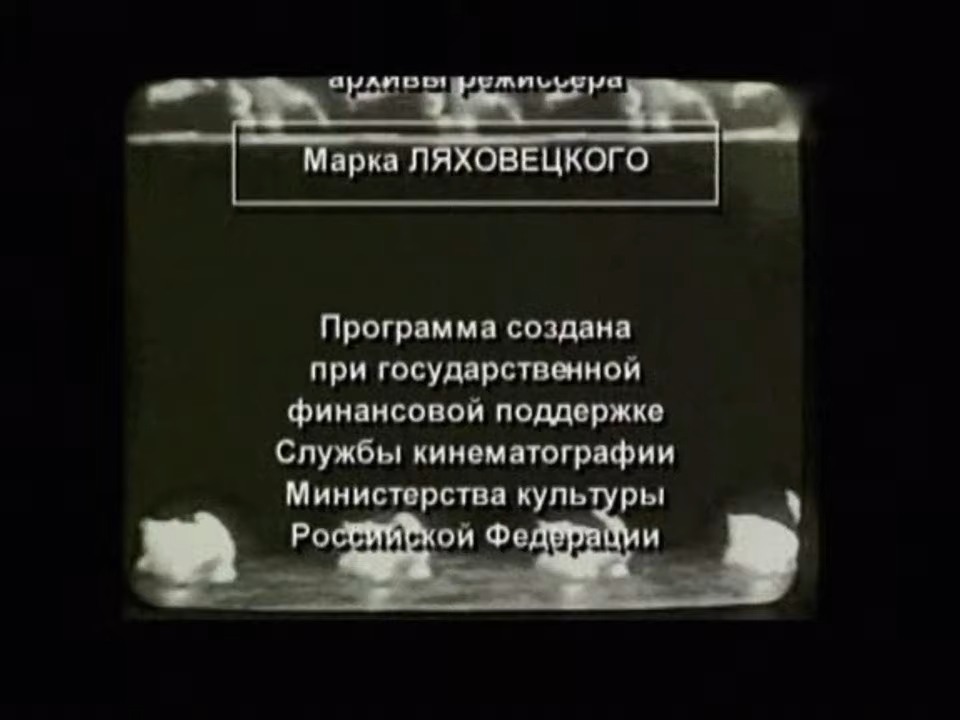 архивы режиссера
Марка ЛЯХОВЕЦКОГО
Программа создана
при государственной
финансовой поддержке
Службы кинематографии
Министерства культуры
Российской Федерации